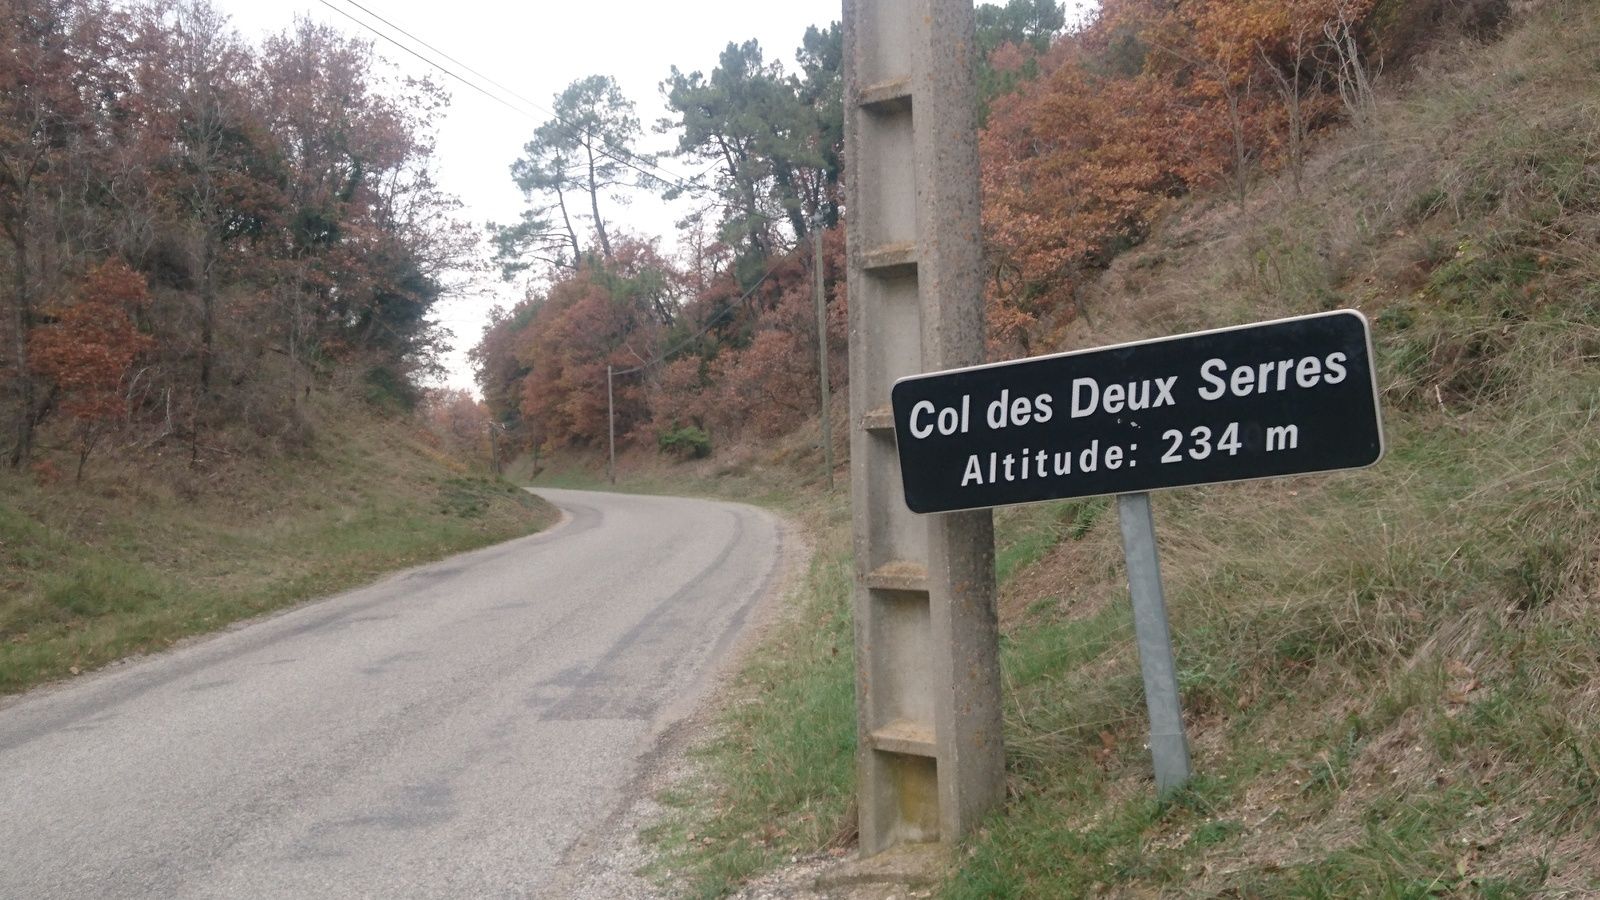 Col des Deux Serres
Altitude: 234 m